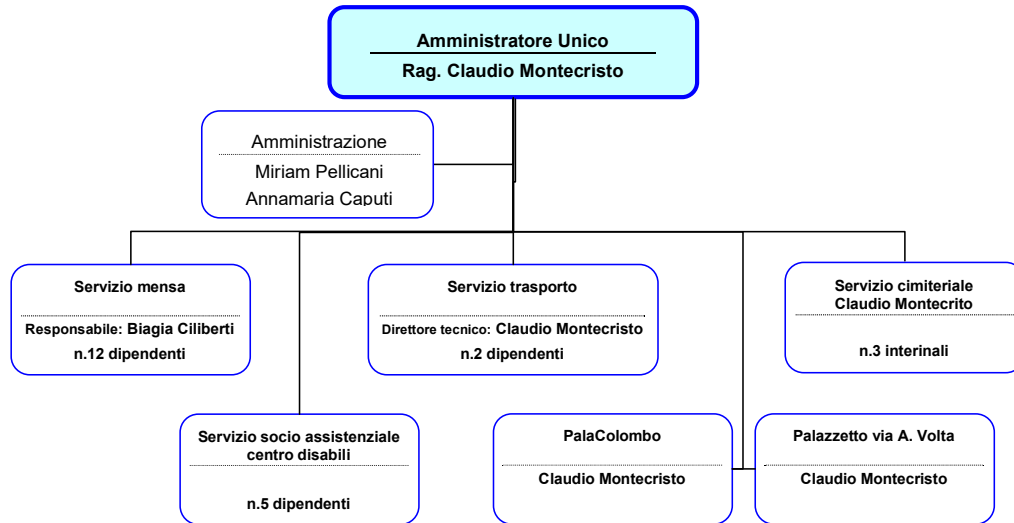 Amministratore Unico
Rag. Claudio Montecristo
Amministrazione
Miriam Pellicani
Annamaria Caputi
Servizio mensa
Responsabile: Biagia Ciliberti
n.12 dipendenti
Servizio trasporto
Direttore tecnico: Claudio Montecristo
n.2 dipendenti
Servizio cimiteriale
Claudio Montecrito
n.3 interinali
Servizio socio assistenziale
centro disabili
n.5 dipendenti
PalaColombo
Claudio Montecristo
Palazzetto via A. Volta
Claudio Montecristo